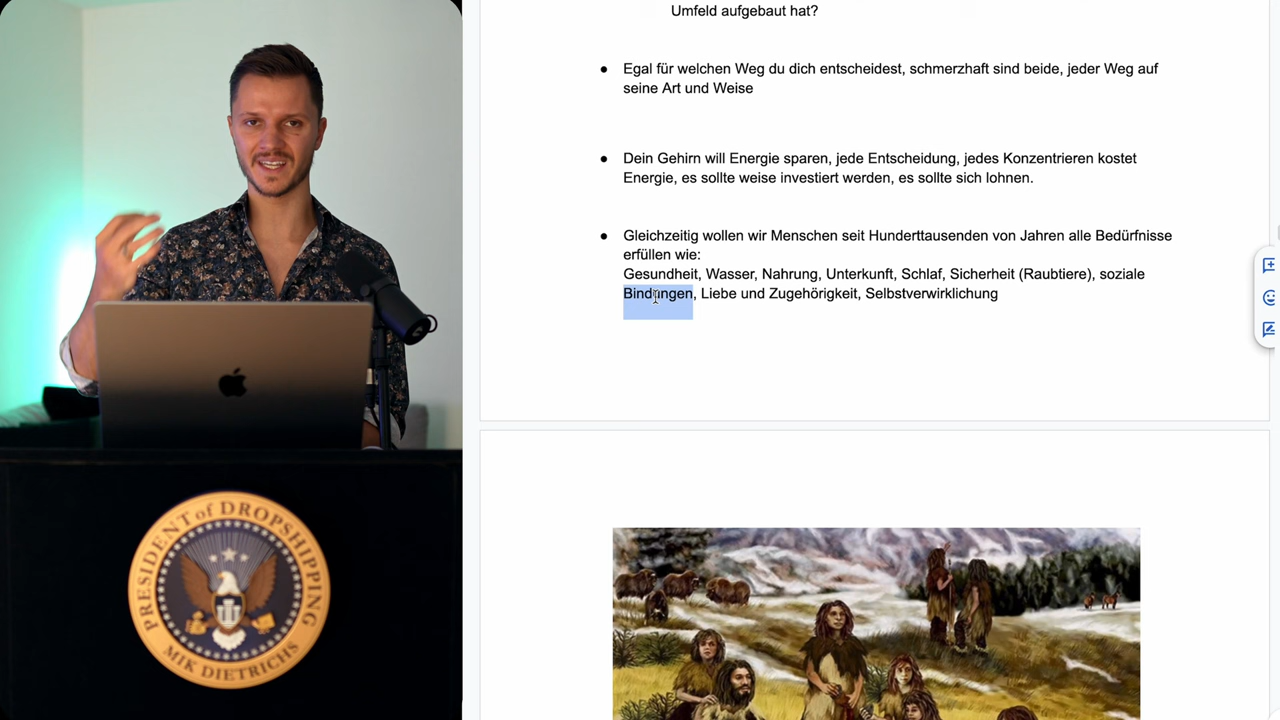 Umfeld aufgebaut hat?
● Egal für welchen Weg du dich entscheidest, schmerzhaft sind beide, jeder Weg auf
seine Art und Weise
● Dein Gehirn will Energie sparen, jede Entscheidung, jedes Konzentrieren kostet
Energie, es sollte weise investiert werden, es sollte sich lohnen.
● Gleichzeitig wollen wir Menschen seit Hunderttausenden von Jahren alle Bedürfnisse
erfüllen wie:
Gesundheit, Wasser, Nahrung, Unterkunft, Schlaf, Sicherheit (Raubtiere), soziale
Bindungen, Liebe und Zugehörigkeit, Selbstverwirklichung
PRESIDENT of DROPSHIPPING
MIK DIETRICHS